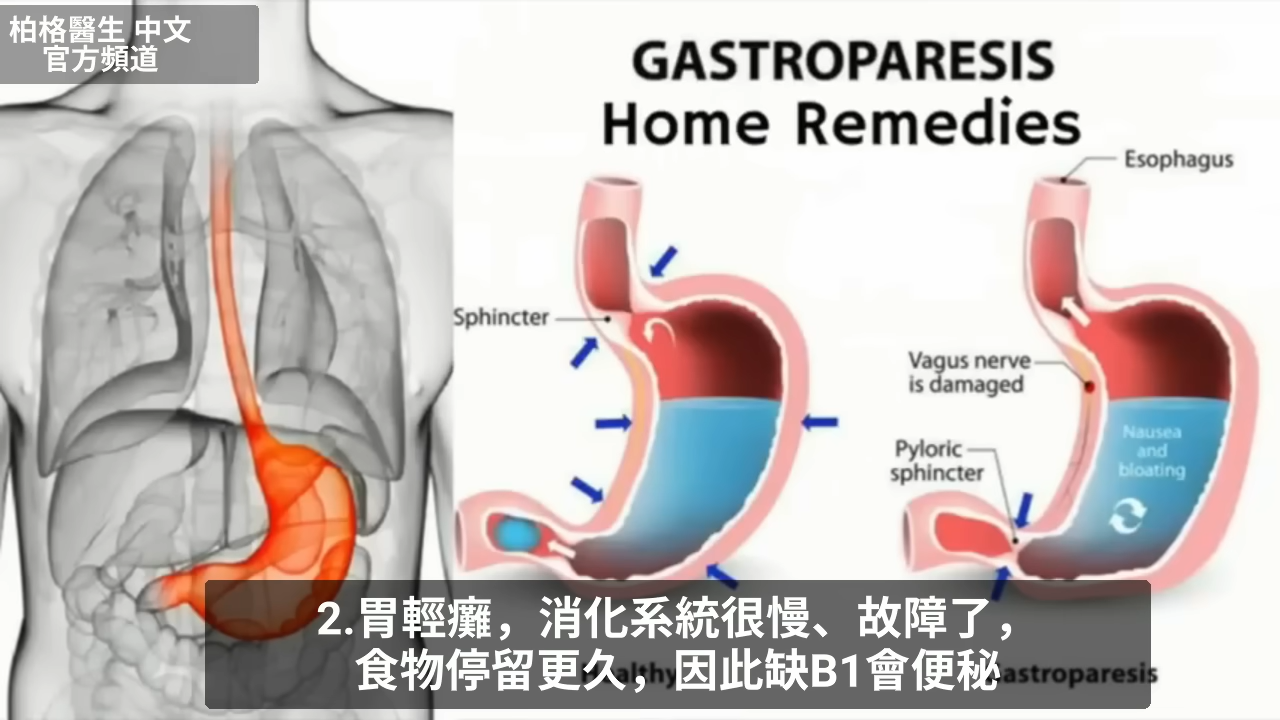 柏格醫生 中文
官方頻道
GASTROPARESIS
Home Remedies
Esophagus
Sphincter
Vagus nerve
is damaged
Pyloric
sphincter
Nausea
and
bloating
2.胃輕癱，消化系統很慢、故障了，
食物停留更久，因此缺B1會便秘
Healthy
Gastroparesis